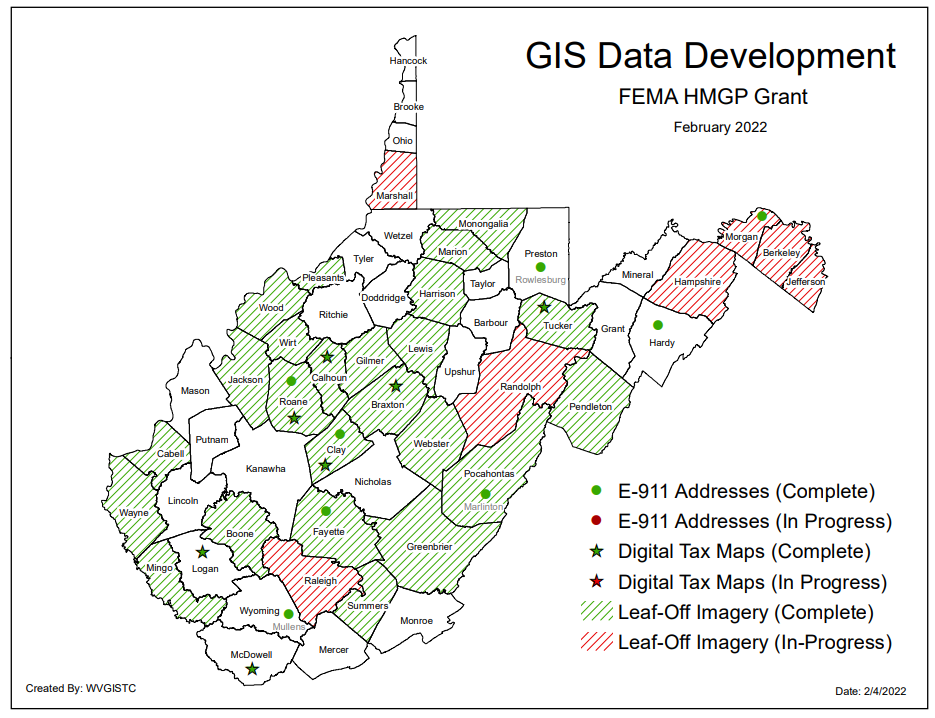 GIS Data Development
FEMA HMGP Grant
February 2022
Hancock
Brooke
Ohio
Marshall
Monongalia
Wetzel
Marion
Preston
Morgan
Berkeley
Tyler
Mineral
Hampshire
Jefferson
Pleasants
Rowlesburg
Taylor
Doddridge
Harrison
Wood
Ritchie
Barbour
Tucker
Grant
Hardy
Wirt
Lewis
Gilmer
Upshur
Jackson
Calhoun
Randolph
Mason
Roane
Braxton
Pendleton
Putnam
Webster
Clay
Cabell
Kanawha
Pocahontas
Nicholas
Marlinton
Lincoln
Wayne
Fayette
Boone
Greenbrier
Mingo
Logan
Raleigh
Summers
Wyoming
Monroe
Mullens
Mercer
McDowell
E-911 Addresses (Complete)
E-911 Addresses (In Progress)
Digital Tax Maps (Complete)
Digital Tax Maps (In Progress)
Leaf-Off Imagery (Complete)
Leaf-Off Imagery (In-Progress)
Created By: WVGISTC
Date: 2/4/2022